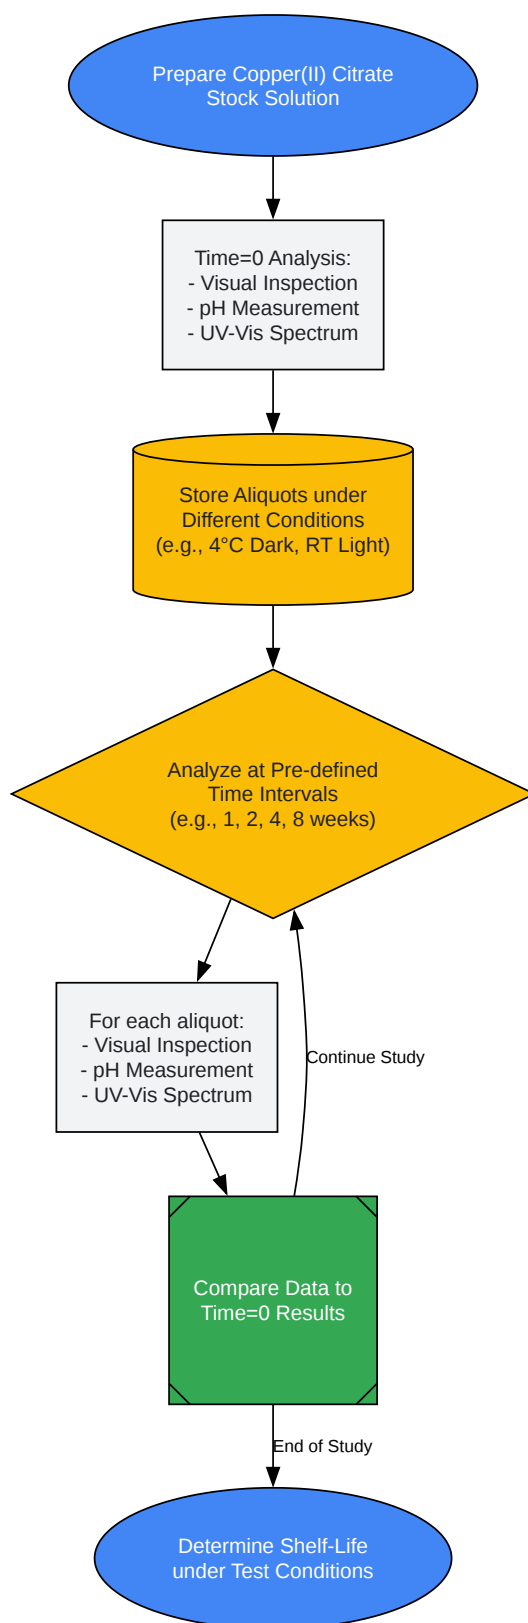 Prepare Copper(II) Citrate
Stock Solution
Time=0 Analysis:
- Visual Inspection
- pH Measurement
- UV-Vis Spectrum
Store Aliquots under
Different Conditions
(e.g., 4°C Dark, RT Light)
Analyze at Pre-defined
Time Intervals
(e.g., 1, 2, 4, 8 weeks)
For each aliquot:
- Visual Inspection
- pH Measurement
- UV-Vis Spectrum
Continue Study
Compare Data to
Time=0 Results
End of Study
Determine Shelf-Life
under Test Conditions